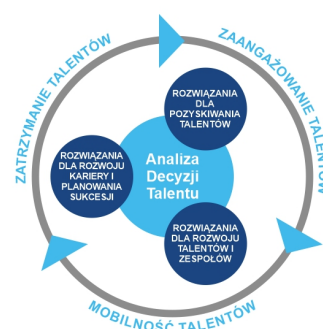 ZATRZYMANIE TALENTÓW
ZAANGAŻOWANIE TALENTÓW
ROZWIĄZANIA
DLA
POZYSKIWANIA
TALENTÓW
ROZWIĄZANIA
DLA ROZWOJU
KARIERY I
PLANOWANIA
SUKCESJI
Analiza
Decyzji
Talentu
ROZWIĄZANIA
DLA ROZWOJU
TALENTÓW I
ZESPOŁÓW
MOBILNOŚĆ TALENTÓW